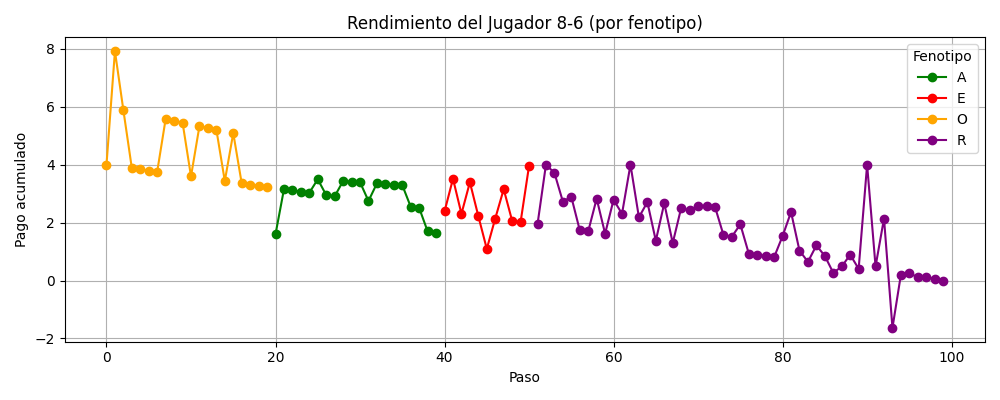 Rendimiento del Jugador 8-6 (por fenotipo)
Pago acumulado
8
6
4
2
0
−2
Fenotipo
A
E
O
R
0 20 40 60 80 100
Paso